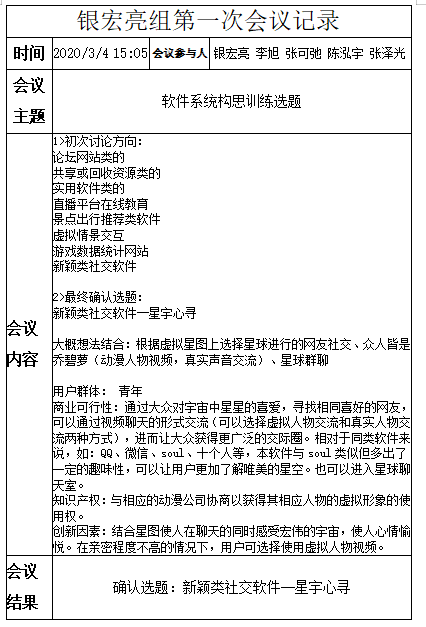 银宏亮组第一次会议记录
时间 2020/3/4 15:05 会议参与人 银宏亮 李旭 张可弛 陈泓宇 张泽光
会议
主题
软件系统构思训练选题
会议
内容
1>初次讨论方向：
论坛网站类的
共享或回收资源类的
实用软件类的
直播平台在线教育
景点出行推荐类软件
虚拟情景交互
游戏数据统计网站
新颖类社交软件
2>最终确认选题：
新颖类社交软件—星宇心寻
大概想法结合：根据虚拟星图上选择星球进行的网友社交、众人皆是
乔碧萝（动漫人物视频，真实声音交流）、星球群聊
用户群体： 青年
商业可行性：通过大众对宇宙中星星的喜爱，寻找相同喜好的网友，
可以通过视频聊天的形式交流（可以选择虚拟人物交流和真实人物交
流两种方式），进而让大众获得更广泛的交际圈。相对于同类软件来
说，如：QQ、微信、soul、十个人等，本软件与soul类似但多出了
一定的趣味性，可以让用户更加了解唯美的星空。也可以进入星球聊
天室。
知识产权：与相应的动漫公司协商以获得其相应人物的虚拟形象的使
用权。
创新因素：结合星图使人在聊天的同时感受宏伟的宇宙，使人心情愉
悦。在亲密程度不高的情况下，用户可选择使用虚拟人物视频。
会议
结果
确认选题：新颖类社交软件—星宇心寻